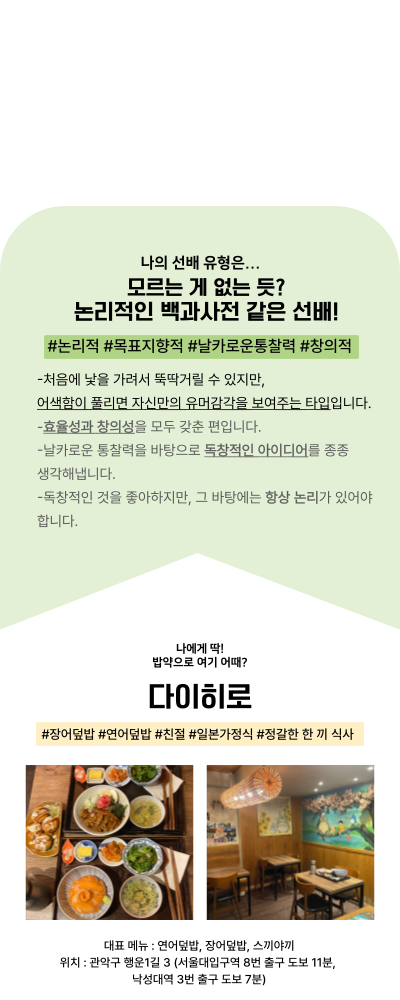 나의 선배 유형은...
모르는 게 없는 듯?
논리적인 백과사전 같은 선배!
#논리적 #목표지향적 #날카로운통찰력 #창의적
-처음에 낯을 가려서 뚝딱거릴 수 있지만,
어색함이 풀리면 자신만의 유머감각을 보여주는 타입입니다.
-효율성과 창의성을 모두 갖춘 편입니다.
-날카로운 통찰력을 바탕으로 독창적인 아이디어를 종종
생각해냅니다.
-독창적인 것을 좋아하지만, 그 바탕에는 항상 논리가 있어야
합니다.
나에게 딱!
밥약으로 여기 어때?
다이히로
#장어덮밥 #연어덮밥 #친절 #일본가정식 #정갈한 한 끼 식사
대표 메뉴 : 연어덮밥, 장어덮밥, 스끼야끼
위치 : 관악구 행운1길 3 (서울대입구역 8번 출구 도보 11분,
낙성대역 3번 출구 도보 7분)